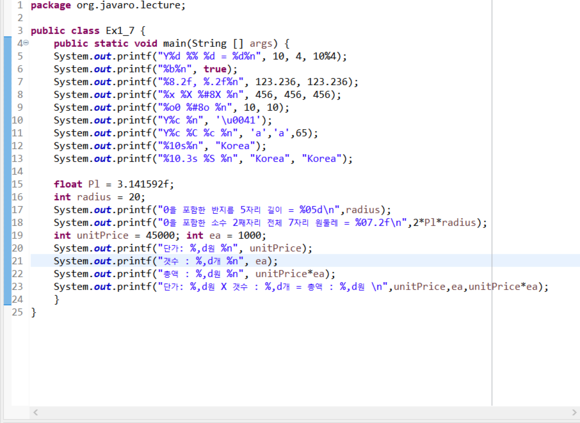 1 package org.javaro.lecture;
2
3 public class Ex1_7 {
4 public static void main(String [] args) {
5 System.out.printf("Y%d %% %d = %d%n", 10, 4, 10%4);
6 System.out.printf("%b%n", true);
7 System.out.printf("%8.2f, %.2f%n", 123.236, 123.236);
8 System.out.printf("%x %X %#8X %n", 456, 456, 456);
9 System.out.printf("%o0 %#8o %n", 10, 10);
10 System.out.printf("Y%c %n", '\u0041');
11 System.out.printf("Y%c %C %c %n", 'a','a',65);
12 System.out.printf("%10s%n", "Korea");
13 System.out.printf("%10.3s %S %n", "Korea", "Korea");
14
15 float Pl = 3.141592f;
16 int radius = 20;
17 System.out.printf("0을 포함한 반지름 5자리 길이 = %05d\n",radius);
18 System.out.printf("0을 포함한 소수 2째자리 전체 7자리 원둘레 = %07.2f\n",2*Pl*radius);
19 int unitPrice = 45000; int ea = 1000;
20 System.out.printf("단가: %,d원 %n", unitPrice);
21 System.out.printf("갯수 : %,d개 %n", ea);
22 System.out.printf("총액 : %,d원 %n", unitPrice*ea);
23 System.out.printf("단가: %,d원 X 갯수 : %,d개 = 총액 : %,d원 \n",unitPrice,ea,unitPrice*ea);
24 }
25 }